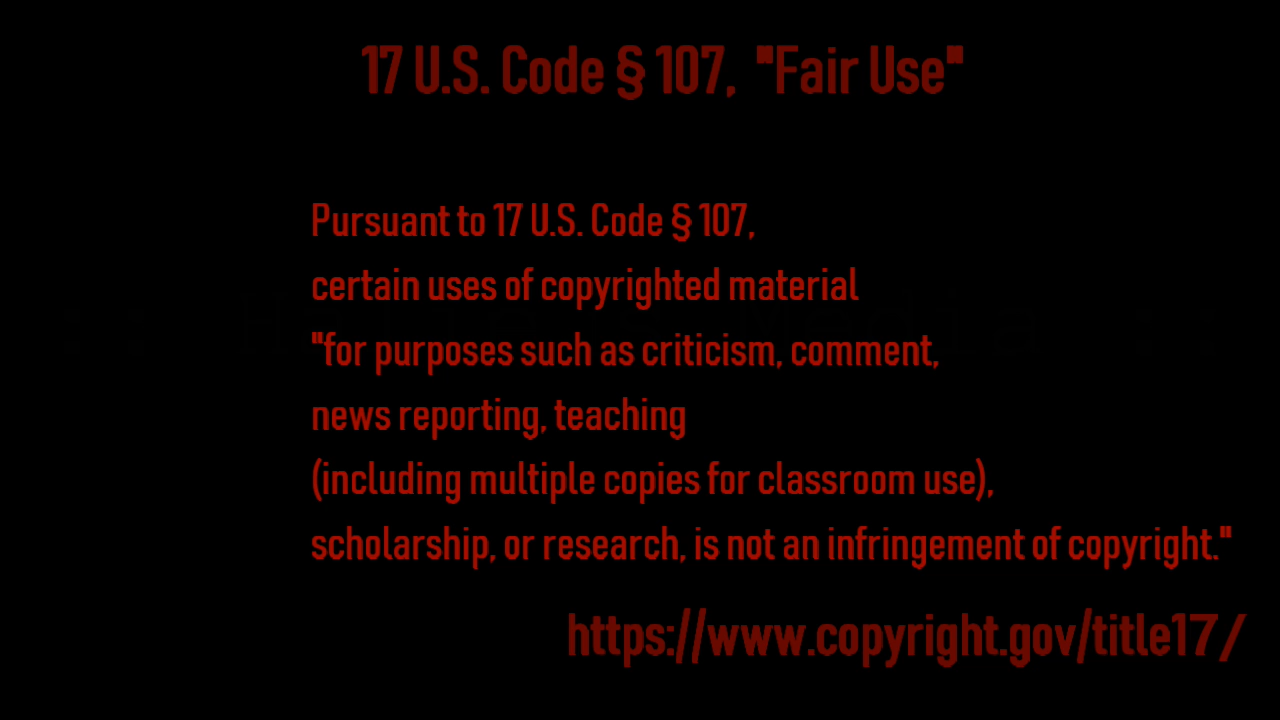 17 U.S. Code § 107, "Fair Use"
Pursuant to 17 U.S. Code § 107,
certain uses of copyrighted material
"for purposes such as criticism, comment,
news reporting, teaching
(including multiple copies for classroom use),
scholarship, or research, is not an infringement of copyright."
https://www.copyright.gov/title17/